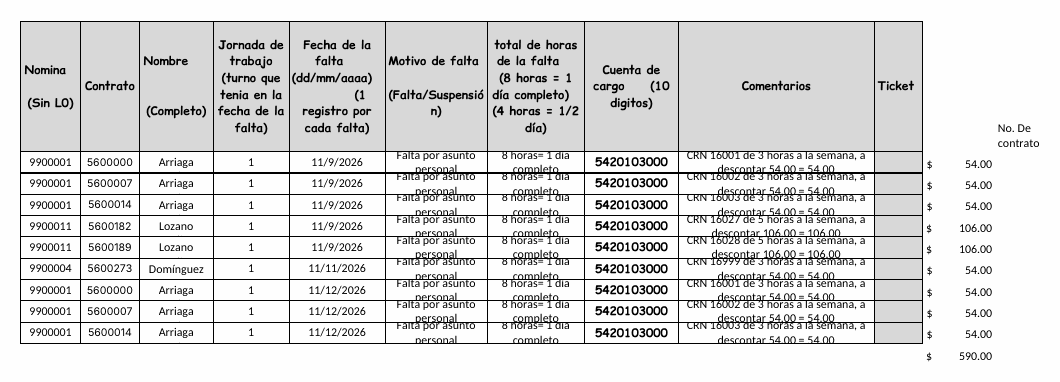 Nomina (Sin L0) Contrato Nombre (Completo) Jornada de trabajo (turno que tenia en la fecha de la falta) Fecha de la falta (dd/mm/aaaa) (1 registro por cada falta) Motivo de falta (Falta/Suspensión) total de horas de la falta (8 horas = 1 día completo) (4 horas = 1/2 día) Cuenta de cargo (10 digitos) Comentarios Ticket
No. De contrato
9900001 5600000 Arriaga 1 11/9/2026 Falta por asunto personal 8 horas= 1 dia completo 5420103000 CRN 16001 de 3 horas a la semana, a descontar 54.00 = 54.00 $ 54.00
9900001 5600007 Arriaga 1 11/9/2026 Falta por asunto personal 8 horas= 1 dia completo 5420103000 CRN 16002 de 3 horas a la semana, a descontar 54.00 = 54.00 $ 54.00
9900001 5600014 Arriaga 1 11/9/2026 Falta por asunto personal 8 horas= 1 dia completo 5420103000 CRN 16003 de 3 horas a la semana, a descontar 54.00 = 54.00 $ 54.00
9900011 5600182 Lozano 1 11/9/2026 Falta por asunto personal 8 horas= 1 dia completo 5420103000 CRN 16027 de 5 horas a la semana, a descontar 106.00 = 106.00 $ 106.00
9900011 5600189 Lozano 1 11/9/2026 Falta por asunto personal 8 horas= 1 dia completo 5420103000 CRN 16028 de 5 horas a la semana, a descontar 106.00 = 106.00 $ 106.00
9900004 5600273 Domínguez 1 11/11/2026 Falta por asunto personal 8 horas= 1 dia completo 5420103000 CRN 16999 de 3 horas a la semana, a descontar 54.00 = 54.00 $ 54.00
9900001 5600000 Arriaga 1 11/12/2026 Falta por asunto personal 8 horas= 1 dia completo 5420103000 CRN 16001 de 3 horas a la semana, a descontar 54.00 = 54.00 $ 54.00
9900001 5600007 Arriaga 1 11/12/2026 Falta por asunto personal 8 horas= 1 dia completo 5420103000 CRN 16002 de 3 horas a la semana, a descontar 54.00 = 54.00 $ 54.00
9900001 5600014 Arriaga 1 11/12/2026 Falta por asunto personal 8 horas= 1 dia completo 5420103000 CRN 16003 de 3 horas a la semana, a descontar 54.00 = 54.00 $ 54.00
$ 590.00